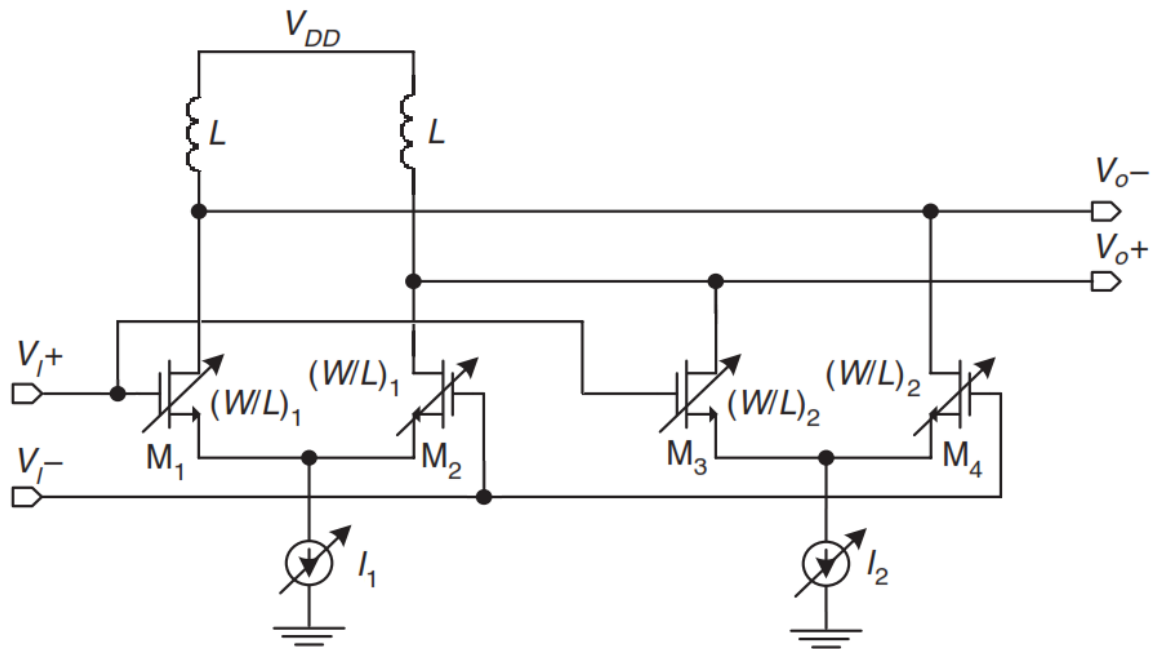 V_DD
L
L
V_o−
V_o+
V_I+
(W/L)_1
(W/L)_1
(W/L)_2
(W/L)_2
M_1
M_2
M_3
M_4
V_I−
I_1
I_2